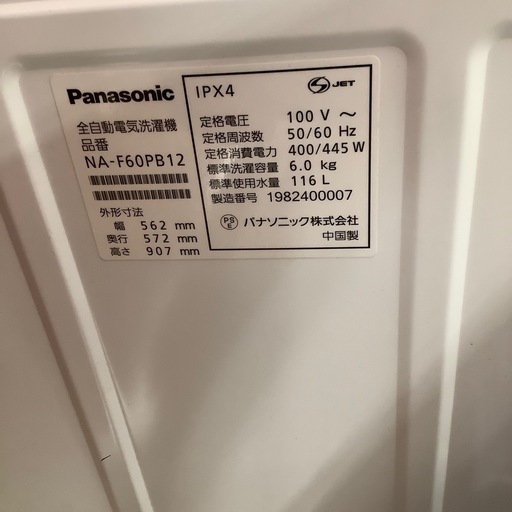 Panasonic
全自動電気洗濯機
品番
NA-F60PB12
外形寸法
幅 562 mm
奥行 572 mm
高さ 907 mm
IPX4
S JET
定格電圧 100 V ～
定格周波数 50/60 Hz
定格消費電力 400/445 W
標準洗濯容量 6.0 kg
標準使用水量 116 L
製造番号 1982400007
PSE パナソニック株式会社
中国製